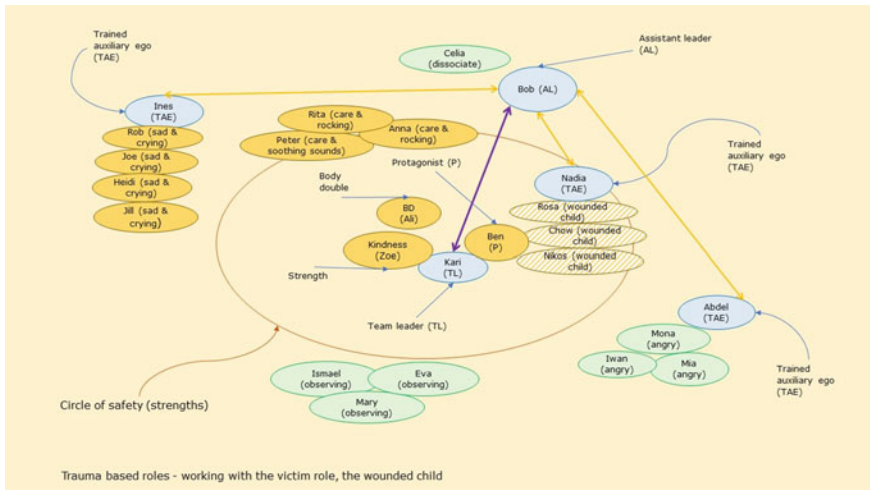 Trained
auxiliary ego
(TAE)
Celia
(dissociate)
Assistant leader
(AL)
Bob (AL)
Ines
(TAE)
Rob (sad &
crying)
Joe (sad &
crying)
Heidi (sad &
crying)
Jill (sad &
crying)
Rita (care &
rocking)
Anna (care &
rocking)
Peter (care &
soothing sounds)
Protagonist (P)
Body
double
BD
(Ali)
Kindness
(Zoe)
Strength
Ben
(P)
Kari
(TL)
Team leader (TL)
Nadia
(TAE)
Rosa (wounded
child)
Chow (wounded
child)
Nikos (wounded
child)
Trained
auxiliary ego
(TAE)
Abdel
(TAE)
Mona
(angry)
Iwan
(angry)
Mia
(angry)
Trained
auxiliary ego
(TAE)
Ismael
(observing)
Eva
(observing)
Mary
(observing)
Circle of safety (strengths)
Trauma based roles - working with the victim role, the wounded child